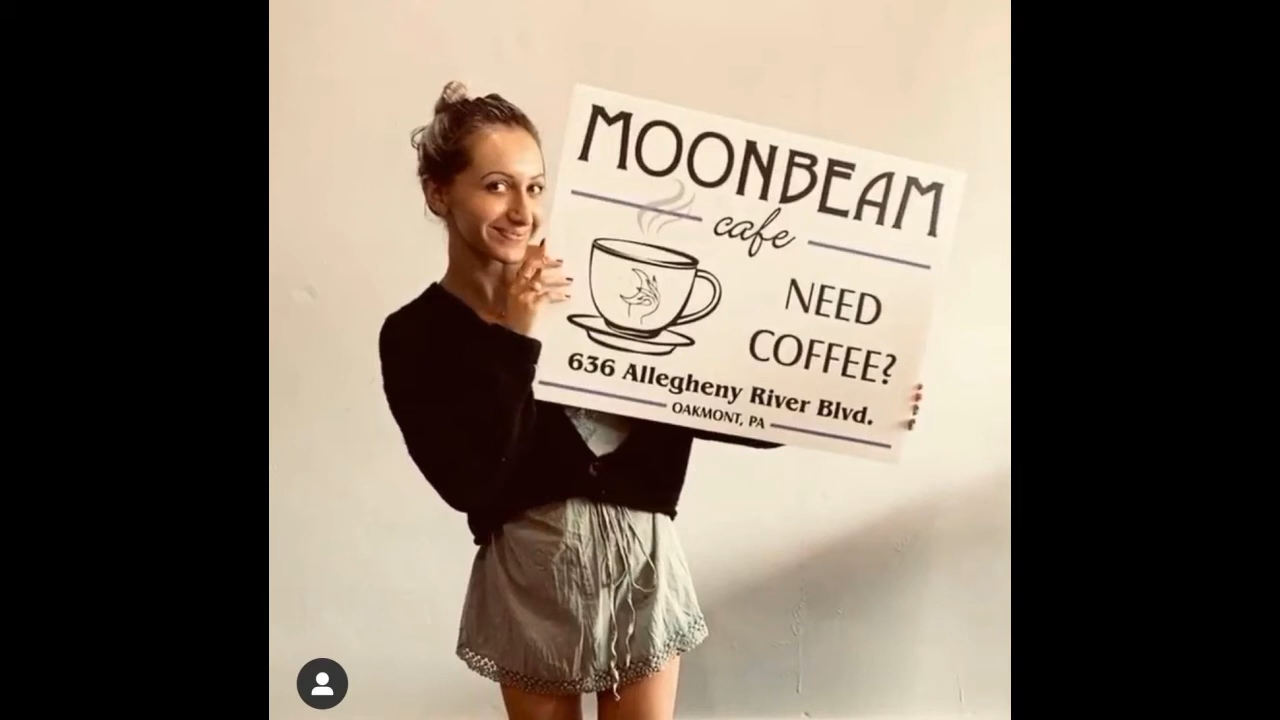 MOONBEAM
cafe
NEED
COFFEE?
636 Allegheny River Blvd.
OAKMONT, PA